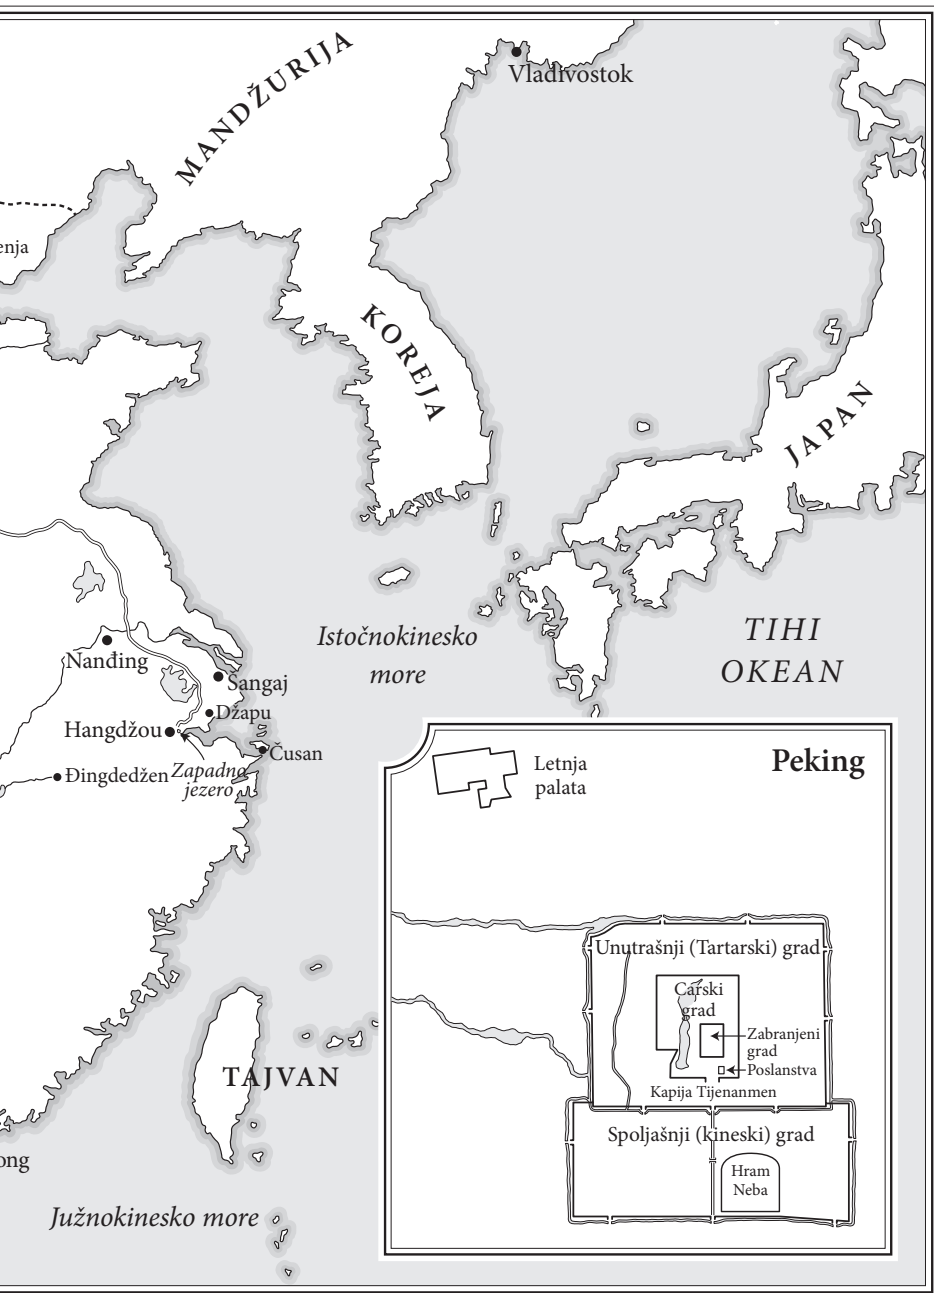 MANDŽURIJA
Vladivostok
enja
KOREJA
JAPAN
Istočnokinesko
more
TIHI
OKEAN
Nanđing
Šangaj
Džapu
Hangdžou
Čusan
Đingdedžen
Zapadno
jezero
TAJVAN
ong
Južnokinesko more
Peking
Letnja
palata
Unutrašnji (Tartarski) grad
Carski
grad
Zabranjeni
grad
Poslanstva
Kapija Tijenanmen
Spoljašnji (kineski) grad
Hram
Neba